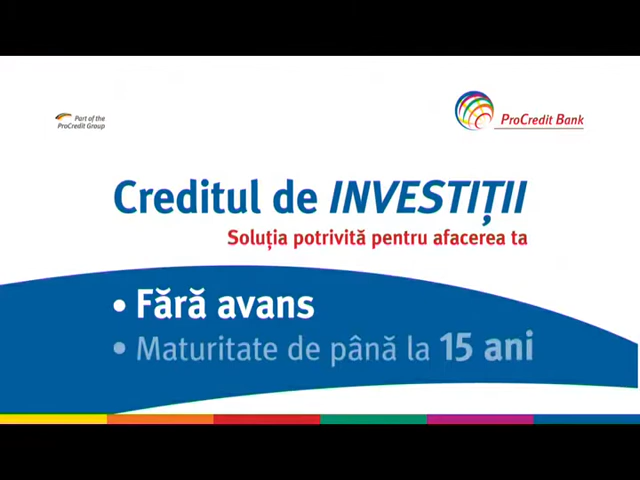 Part of the
ProCredit Group
ProCredit Bank
Creditul de INVESTIȚII
Soluția potrivită pentru afacerea ta
• Fără avans
• Maturitate de până la 15 ani